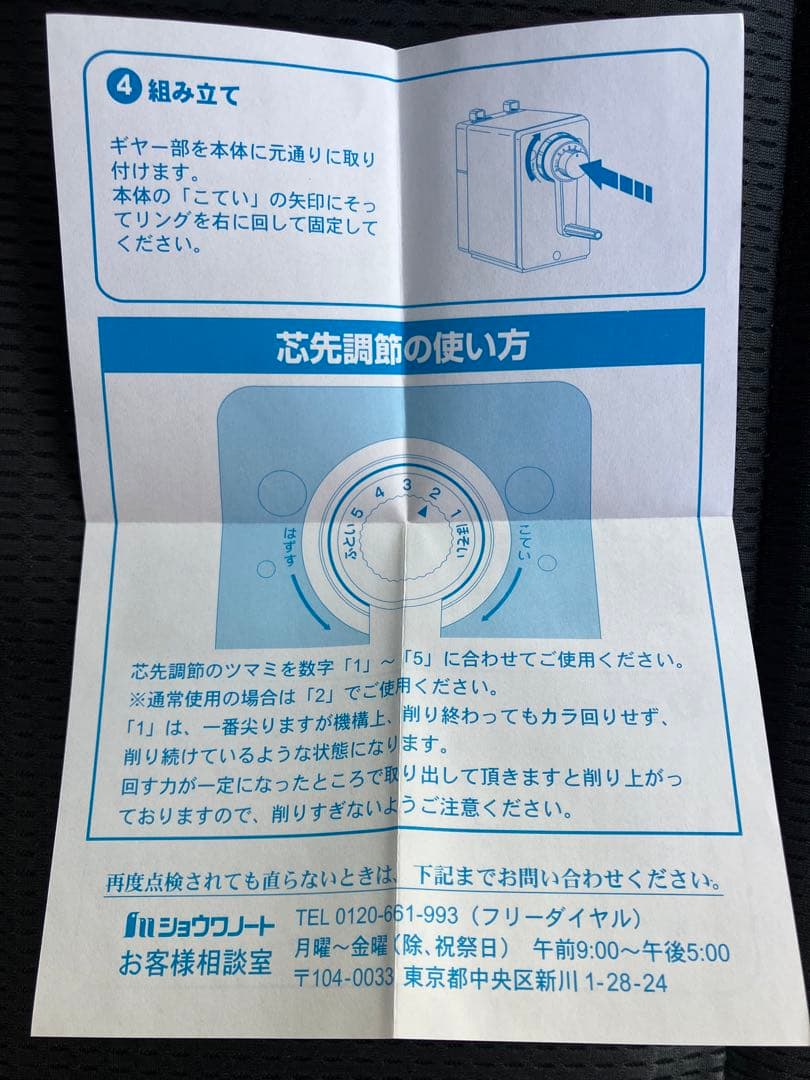 4 組み立て
ギヤー部を本体に元通りに取り
付けます。
本体の「こてい」の矢印にそっ
てリングを右に回して固定して
ください。
芯先調節の使い方
ふとい 5 4 3 2 1 ほそい
はずす
こてい
芯先調節のツマミを数字「1」〜「5」に合わせてご使用ください。
※通常使用の場合は「2」でご使用ください。
「1」は、一番尖りますが機構上、削り終わってもカラ回りせず、
削り続けているような状態になります。
回す力が一定になったところで取り出して頂きますと削り上がっ
ておりますので、削りすぎないようご注意ください。
再度点検されても直らないときは、下記までお問い合わせください。
ショウワノート
お客様相談室
TEL 0120-661-993（フリーダイヤル）
月曜〜金曜（除、祝祭日） 午前9:00〜午後5:00
〒104-0033 東京都中央区新川 1-28-24